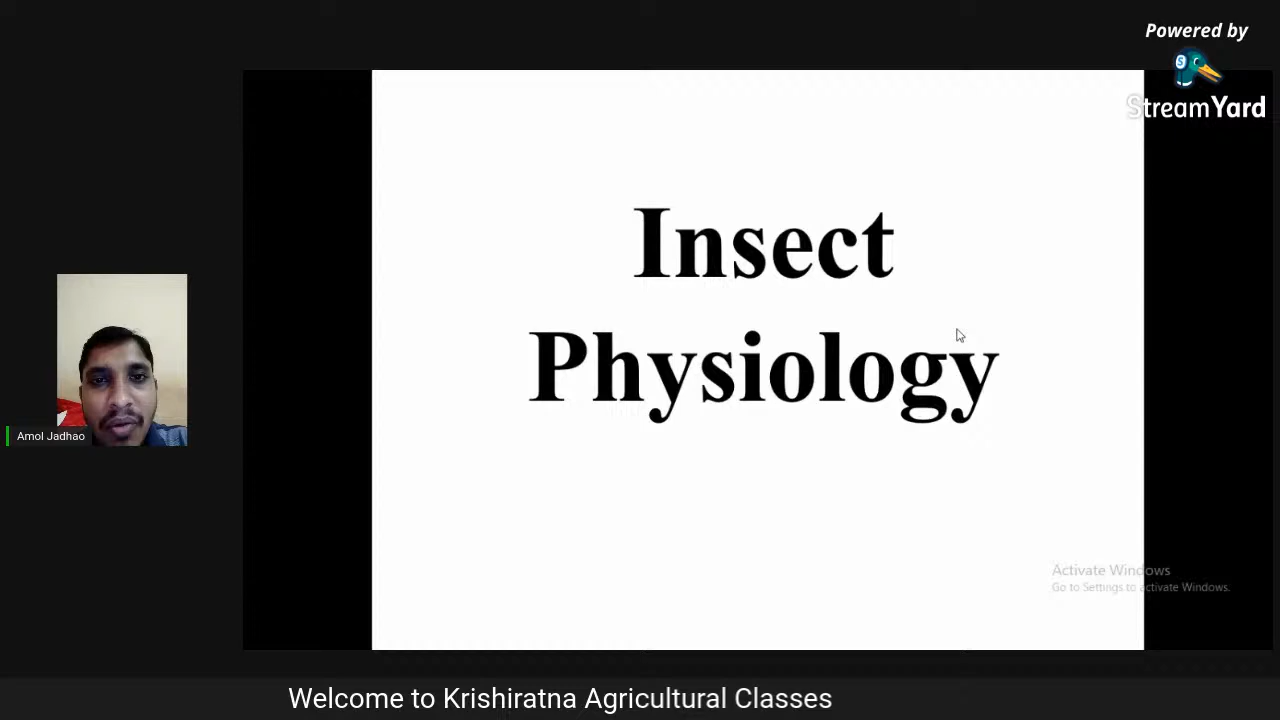 Powered by
StreamYard
Insect
Physiology
Amol Jadhao
Activate Windows
Go to Settings to activate Windows.
Welcome to Krishiratna Agricultural Classes